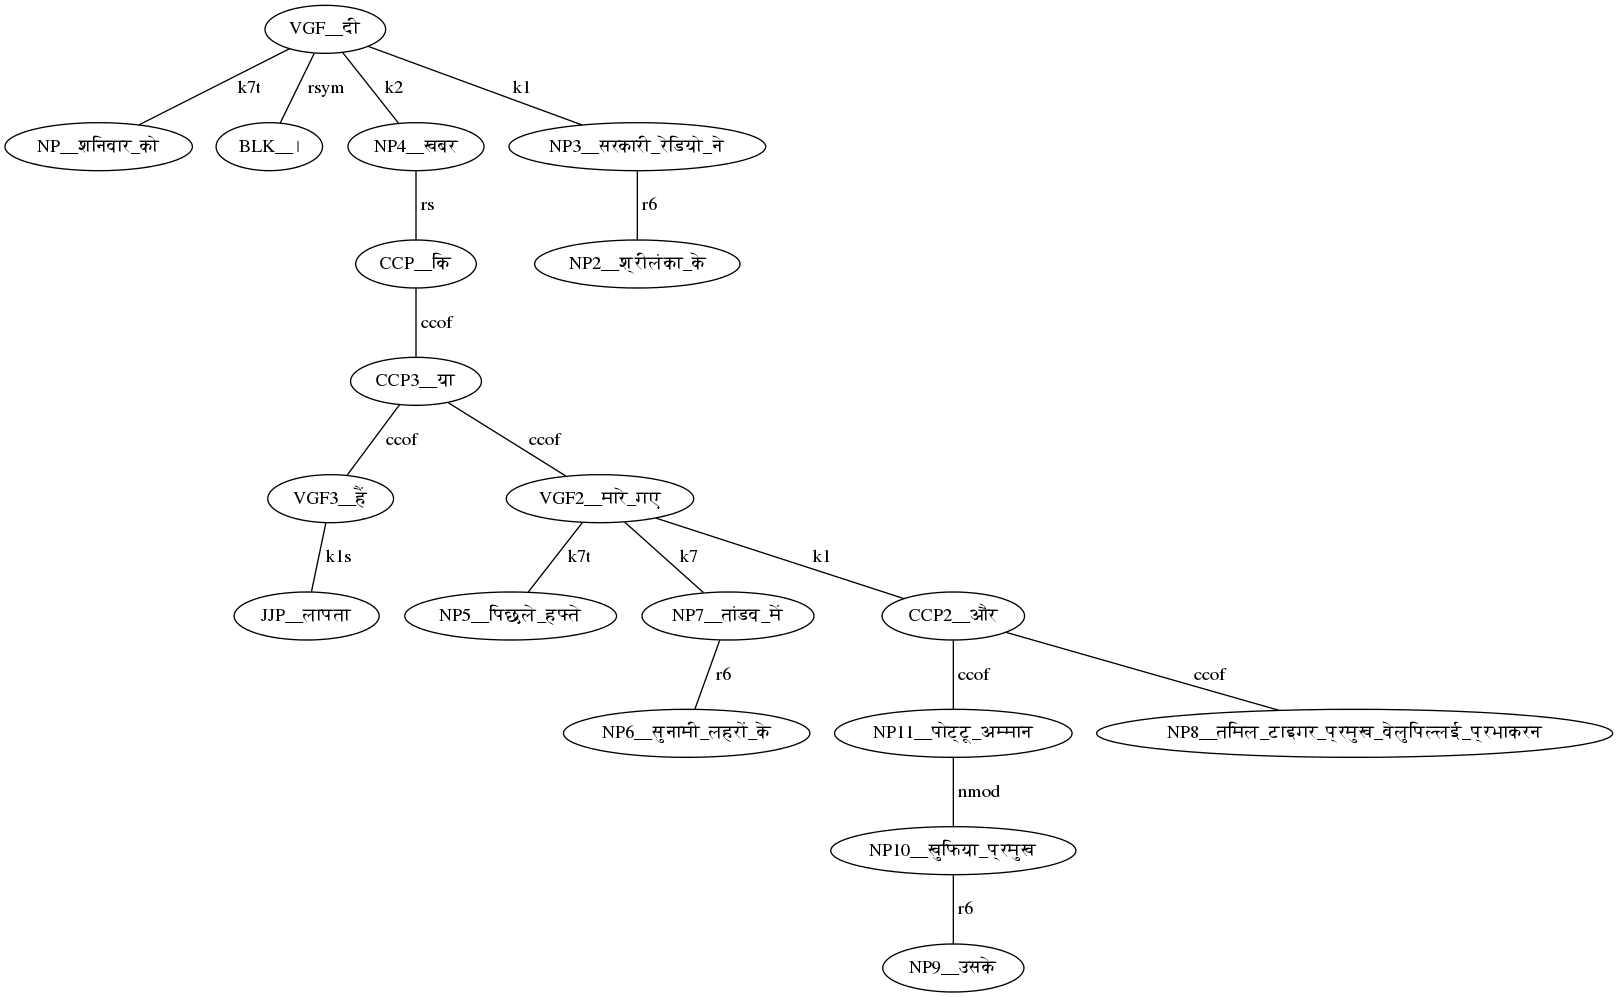 VGF__दी
k7t rsym k2 k1
NP__शनिवार_को BLK__। NP4__खबर NP3__सरकारी_रेडियो_ने
rs r6
CCP__कि NP2__श्रीलंका_के
ccof
CCP3__या
ccof ccof
VGF3__हैं VGF2__मारे_गए
k1s k7t k7 k1
JJP__लापता NP5__पिछले_हफ्ते NP7__तांडव_में CCP2__और
r6 ccof ccof
NP6__सुनामी_लहरों_के NP11__पोट्टू_अम्मान NP8__तमिल_टाइगर_प्रमुख_वेलुपिल्लई_प्रभाकरन
nmod
NP10__खुफिया_प्रमुख
r6
NP9__उसके